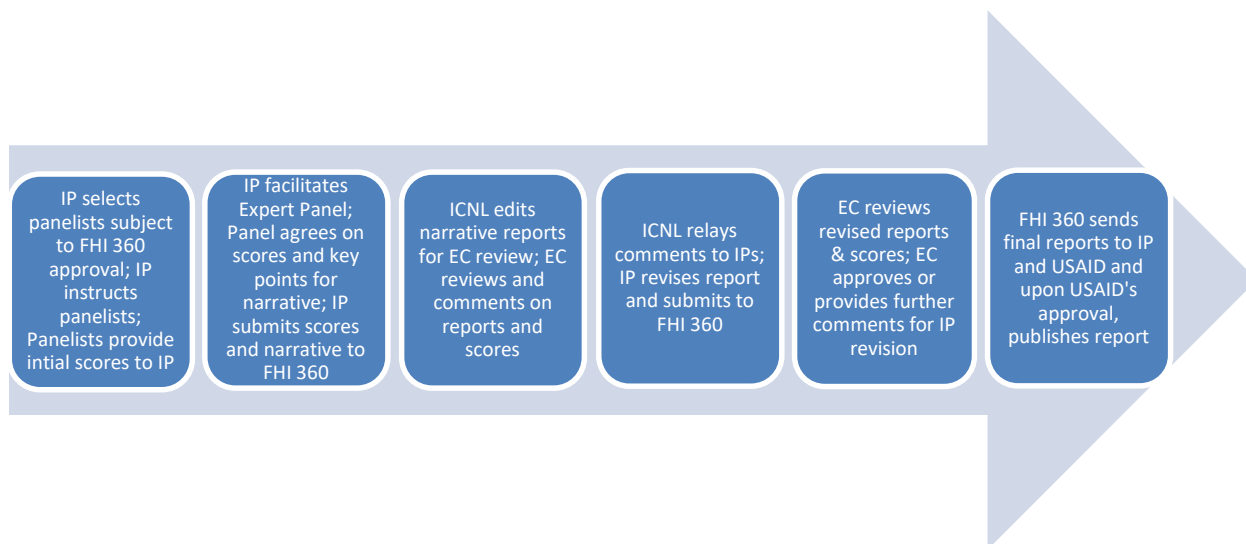 IP selects
panelists subject
to FHI 360
approval; IP
instructs
panelists;
Panelists provide
intial scores to IP
IP facilitates
Expert Panel;
Panel agrees on
scores and key
points for
narrative; IP
submits scores
and narrative to
FHI 360
ICNL edits
narrative reports
for EC review; EC
reviews and
comments on
reports and
scores
ICNL relays
comments to IPs;
IP revises report
and submits to
FHI 360
EC reviews
revised reports
& scores; EC
approves or
provides further
comments for IP
revision
FHI 360 sends
final reports to IP
and USAID and
upon USAID's
approval,
publishes report